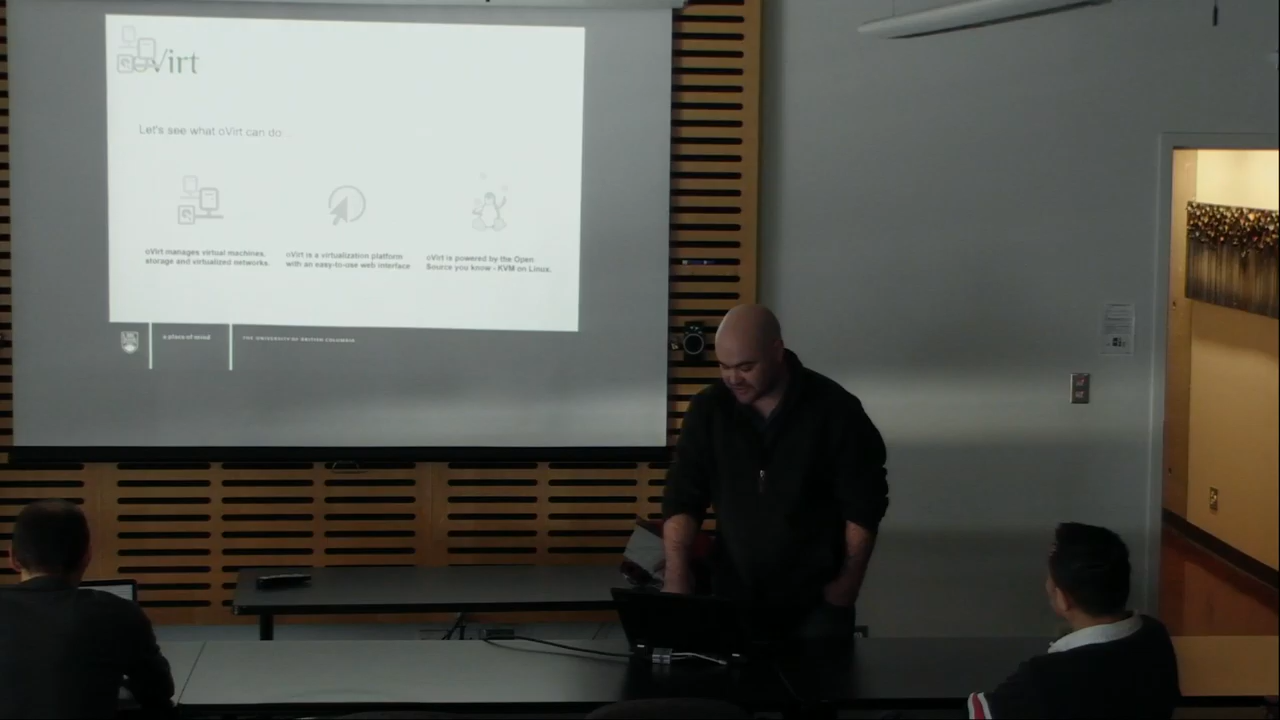 oVirt
Let's see what oVirt can do
oVirt manages virtual machines,
storage and virtualized networks.
oVirt is a virtualization platform
with an easy-to-use web interface
oVirt is powered by the Open
Source you know - KVM on Linux.
a place of mind
THE UNIVERSITY OF BRITISH COLUMBIA